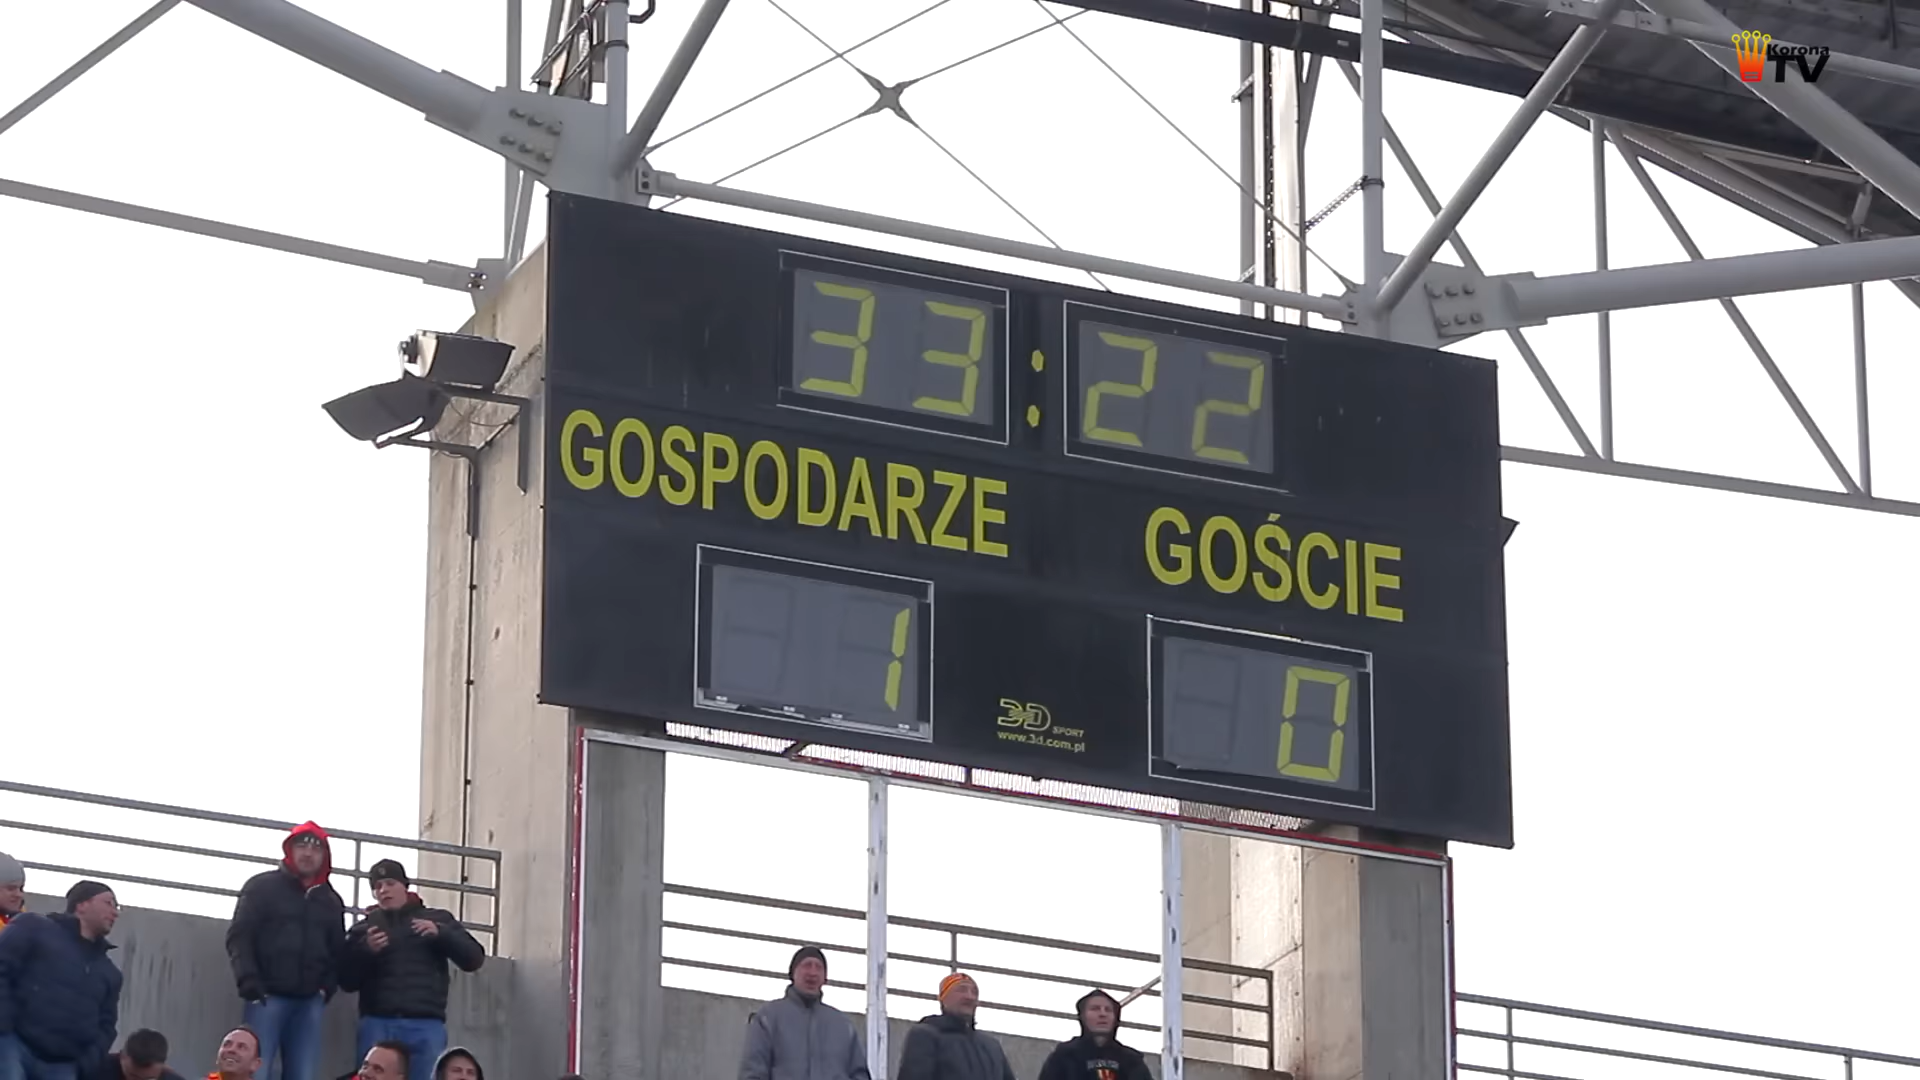 Korona
TV
33:22
GOSPODARZE
GOŚCIE
1
0
3D SPORT
www.3d.com.pl